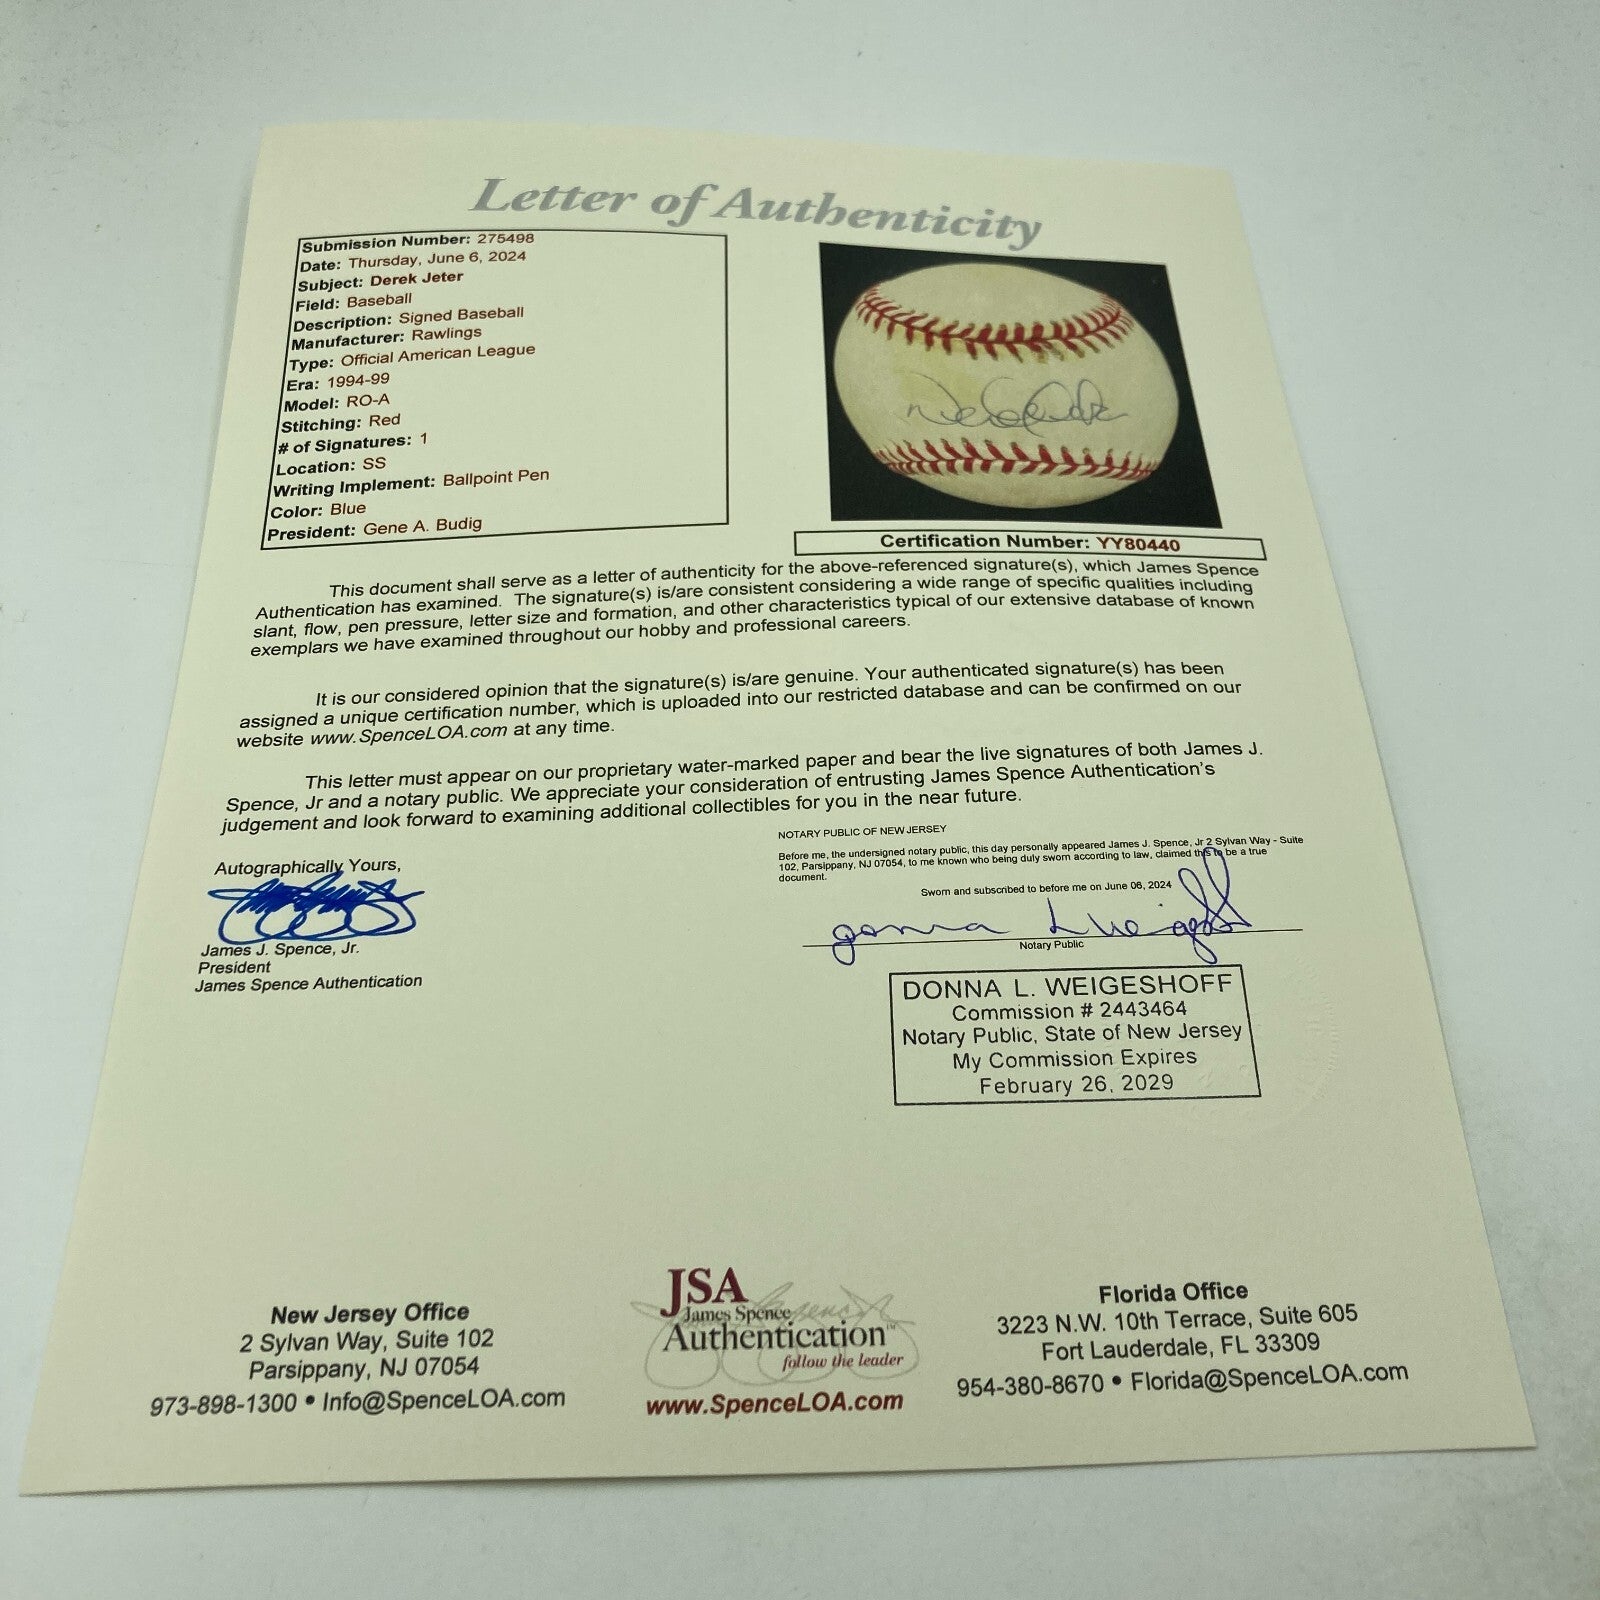 Letter of Authenticity
Submission Number: 275498
Date: Thursday, June 6, 2024
Subject: Derek Jeter
Field: Baseball
Description: Signed Baseball
Manufacturer: Rawlings
Type: Official American League
Era: 1994-99
Model: RO-A
Stitching: Red
# of Signatures: 1
Location: SS
Writing Implement: Ballpoint Pen
Color: Blue
President: Gene A. Budig
Certification Number: YY80440
This document shall serve as a letter of authenticity for the above-referenced signature(s), which James Spence
Authentication has examined. The signature(s) is/are consistent considering a wide range of specific qualities including
slant, flow, pen pressure, letter size and formation, and other characteristics typical of our extensive database of known
exemplars we have examined throughout our hobby and professional careers.
It is our considered opinion that the signature(s) is/are genuine. Your authenticated signature(s) has been
assigned a unique certification number, which is uploaded into our restricted database and can be confirmed on our
website www.SpenceLOA.com at any time.
This letter must appear on our proprietary water-marked paper and bear the live signatures of both James J.
Spence, Jr and a notary public. We appreciate your consideration of entrusting James Spence Authentication's
judgement and look forward to examining additional collectibles for you in the near future.
Autographically Yours,
James J. Spence, Jr.
President
James Spence Authentication
NOTARY PUBLIC OF NEW JERSEY
Before me, the undersigned notary public, this day personally appeared James J. Spence, Jr 2 Sylvan Way - Suite
102, Parsippany, NJ 07054, to me known who being duly sworn according to law, claimed this to be a true
document.
Sworn and subscribed to before me on June 06, 2024
Donna L Weigeshoff
Notary Public
DONNA L. WEIGESHOFF
Commission # 2443464
Notary Public, State of New Jersey
My Commission Expires
February 26, 2029
New Jersey Office
2 Sylvan Way, Suite 102
Parsippany, NJ 07054
973-898-1300 • Info@SpenceLOA.com
JSA
James Spence
Authentication™
follow the leader
www.SpenceLOA.com
Florida Office
3223 N.W. 10th Terrace, Suite 605
Fort Lauderdale, FL 33309
954-380-8670 • Florida@SpenceLOA.com